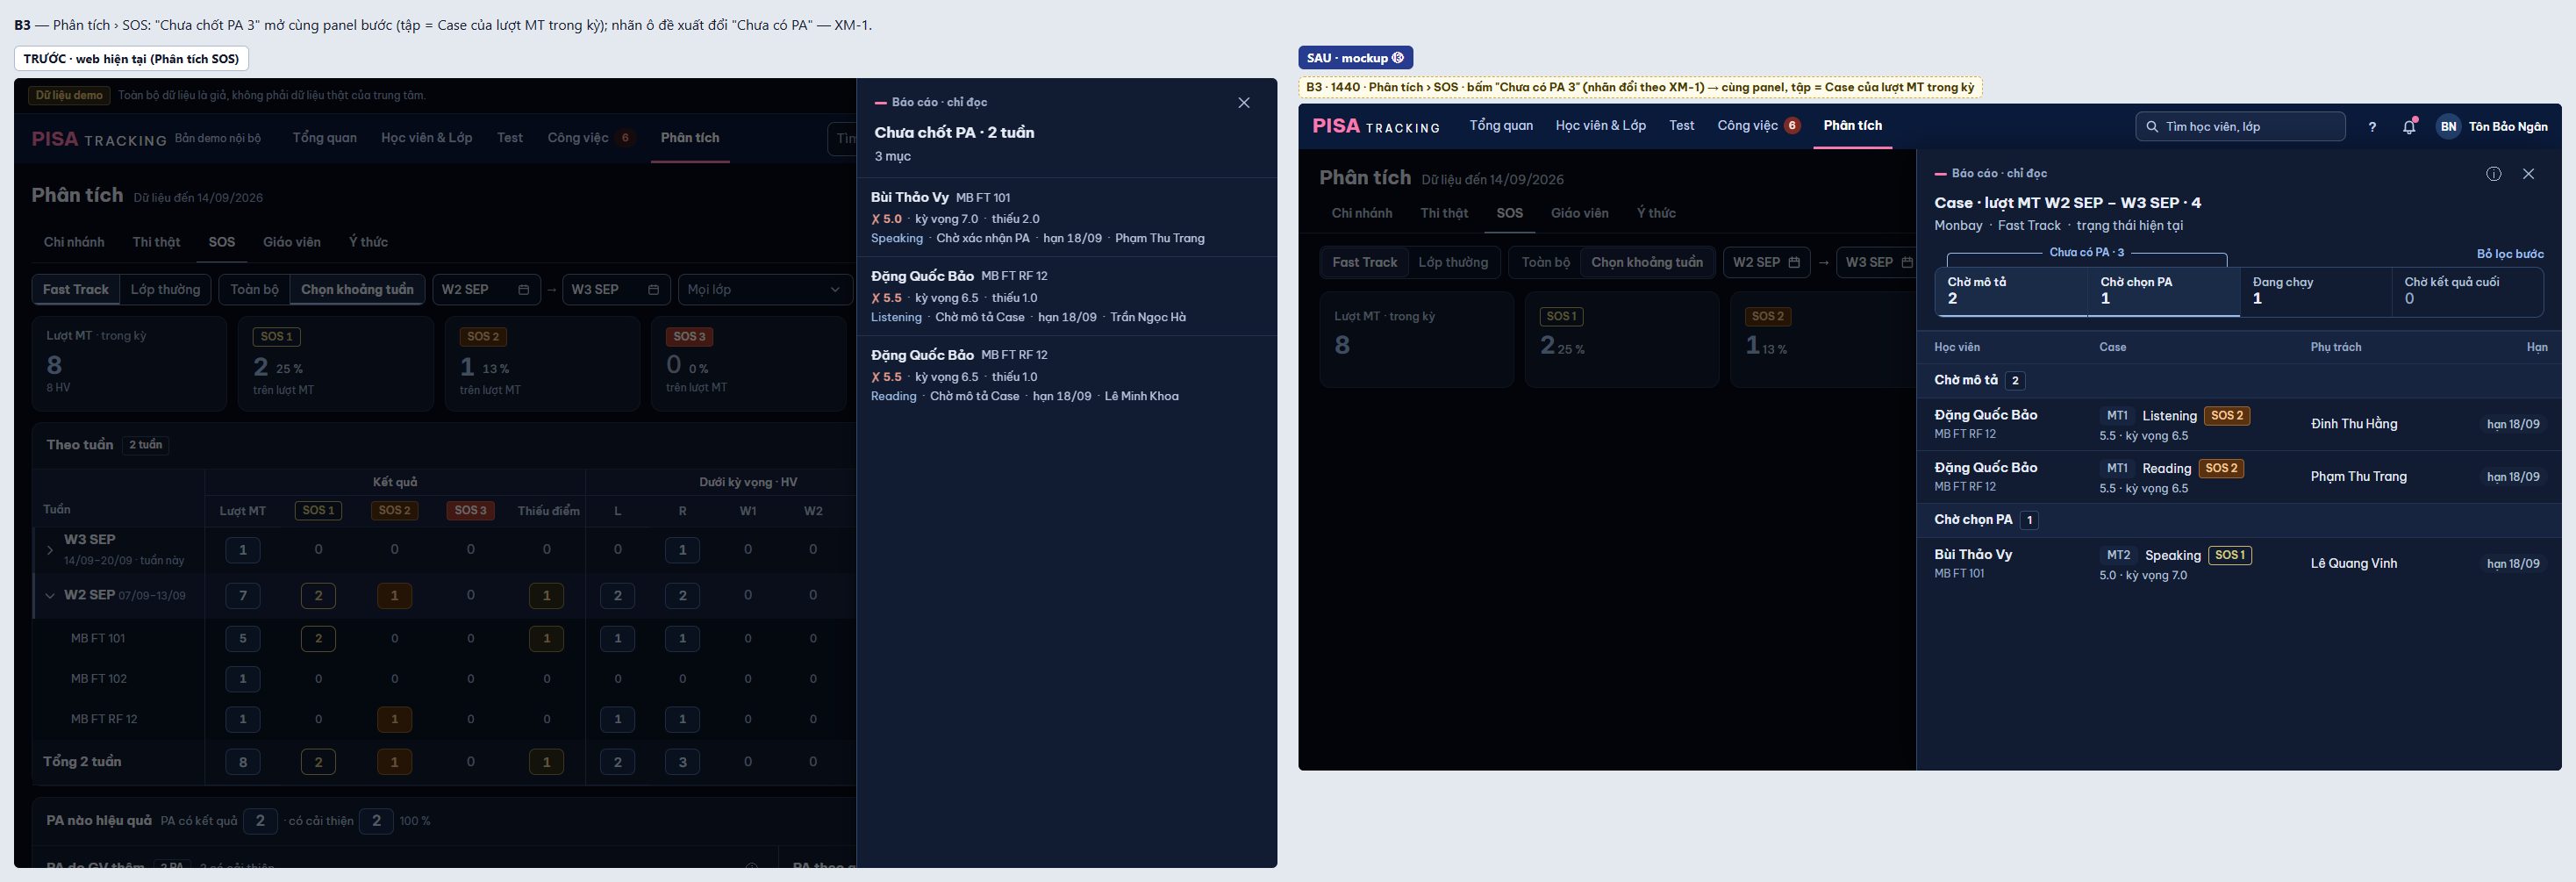 B3 — Phân tích › SOS: "Chưa chốt PA 3" mở cùng panel bước (tập = Case của lượt MT trong kỳ); nhãn ô đề xuất đổi "Chưa có PA" — XM-1.
TRƯỚC · web hiện tại (Phân tích SOS)
Dữ liệu demo Toàn bộ dữ liệu là giả, không phải dữ liệu thật của trung tâm.
PISA TRACKING Bản demo nội bộ Tổng quan Học viên & Lớp Test Công việc 6 Phân tích
Phân tích Dữ liệu đến 14/09/2026
Chi nhánh Thi thật SOS Giáo viên Ý thức
Fast Track Lớp thường Toàn bộ Chọn khoảng tuần W2 SEP → W3 SEP Mọi lớp
Lượt MT · trong kỳ SOS 1 SOS 2 SOS 3
8 2 25 % 1 13 % 0 0 %
8 HV trên lượt MT trên lượt MT trên lượt MT
Theo tuần 2 tuần
Kết quả Dưới kỳ vọng · HV
Tuần Lượt MT SOS 1 SOS 2 SOS 3 Thiếu điểm L R W1 W2
W3 SEP
14/09–20/09 · tuần này
1 0 0 0 0 0 1 0 0
W2 SEP 07/09–13/09 7 2 1 0 1 2 2 0 0
MB FT 101 5 2 0 0 1 1 1 0 0
MB FT 102 1 0 0 0 0 0 0 0 0
MB FT RF 12 1 0 1 0 0 1 1 0 0
Tổng 2 tuần 8 2 1 0 1 2 3 0 0
PA nào hiệu quả PA có kết quả 2 · có cải thiện 2 100 %
Báo cáo · chỉ đọc
Chưa chốt PA · 2 tuần
3 mục
Bùi Thảo Vy MB FT 101
✗ 5.0 · kỳ vọng 7.0 · thiếu 2.0
Speaking · Chờ xác nhận PA · hạn 18/09 · Phạm Thu Trang
Đặng Quốc Bảo MB FT RF 12
✗ 5.5 · kỳ vọng 6.5 · thiếu 1.0
Listening · Chờ mô tả Case · hạn 18/09 · Trần Ngọc Hà
Đặng Quốc Bảo MB FT RF 12
✗ 5.5 · kỳ vọng 6.5 · thiếu 1.0
Reading · Chờ mô tả Case · hạn 18/09 · Lê Minh Khoa
SAU · mockup
B3 · 1440 · Phân tích › SOS · bấm "Chưa có PA 3" (nhãn đổi theo XM-1) → cùng panel, tập = Case của lượt MT trong kỳ
PISA TRACKING Tổng quan Học viên & Lớp Test Công việc 6 Phân tích Tìm học viên, lớp ? BN Tôn Bảo Ngân
Phân tích Dữ liệu đến 14/09/2026
Chi nhánh Thi thật SOS Giáo viên Ý thức
Fast Track Lớp thường Toàn bộ Chọn khoảng tuần W2 SEP → W3 SEP
Lượt MT · trong kỳ SOS 1 SOS 2
8 2 25 % 1 13 %
Báo cáo · chỉ đọc
Case · lượt MT W2 SEP – W3 SEP · 4
Monbay · Fast Track · trạng thái hiện tại
Chưa có PA · 3 Bỏ lọc bước
Chờ mô tả Chờ chọn PA Đang chạy Chờ kết quả cuối
2 1 1 0
Học viên Case Phụ trách Hạn
Chờ mô tả 2
Đặng Quốc Bảo MT1 Listening SOS 2 Đinh Thu Hằng hạn 18/09
MB FT RF 12 5.5 · kỳ vọng 6.5
Đặng Quốc Bảo MT1 Reading SOS 2 Phạm Thu Trang hạn 18/09
MB FT RF 12 5.5 · kỳ vọng 6.5
Chờ chọn PA 1
Bùi Thảo Vy MT2 Speaking SOS 1 Lê Quang Vinh hạn 18/09
MB FT 101 5.0 · kỳ vọng 7.0